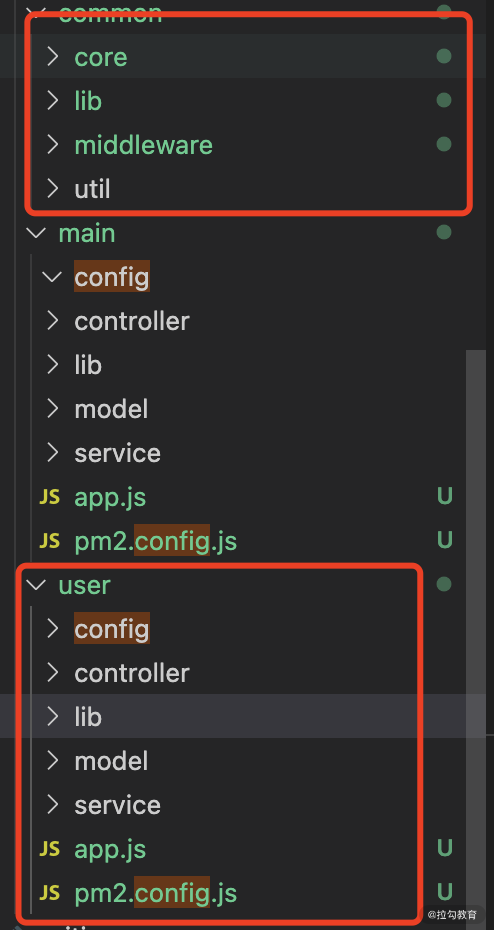 common
core
lib
middleware
util
main
config
controller
lib
model
service
JS app.js U
JS pm2.config.js U
user
config
controller
lib
model
service
JS app.js U
JS pm2.config.js U
@拉勾教育